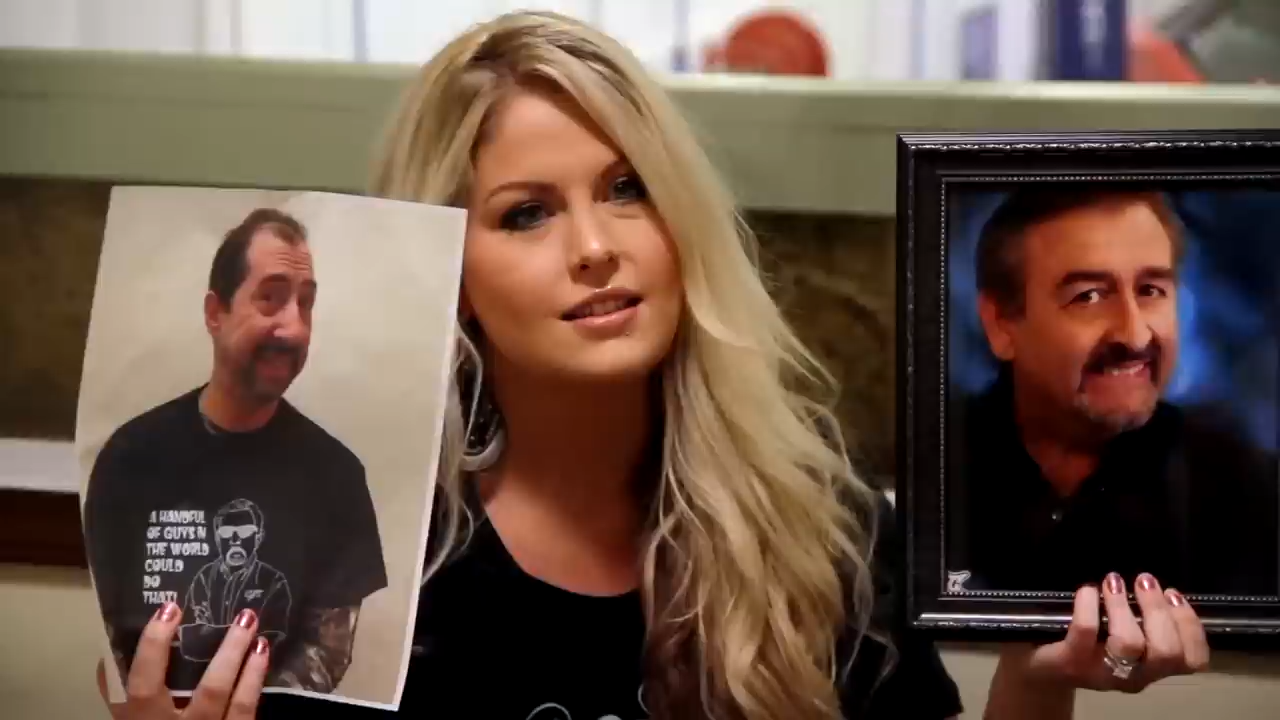 A HANDFUL
OF GUYS IN
THE WORLD
COULD
DO
THAT!